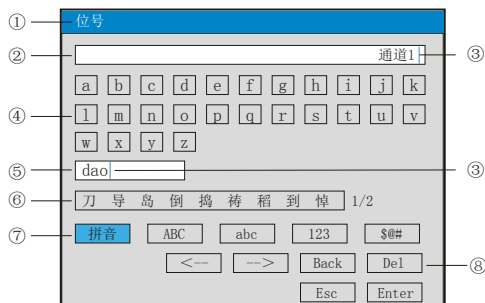 ① 位号
② 通道1 ③
a b c d e f g h i j k
④ l m n o p q r s t u v
w x y z
⑤ dao ③
⑥ 刀 导 岛 倒 捣 祷 稻 到 悼 1/2
⑦ 拼音 ABC abc 123 $@#
<-- --> Back Del ⑧
Esc Enter